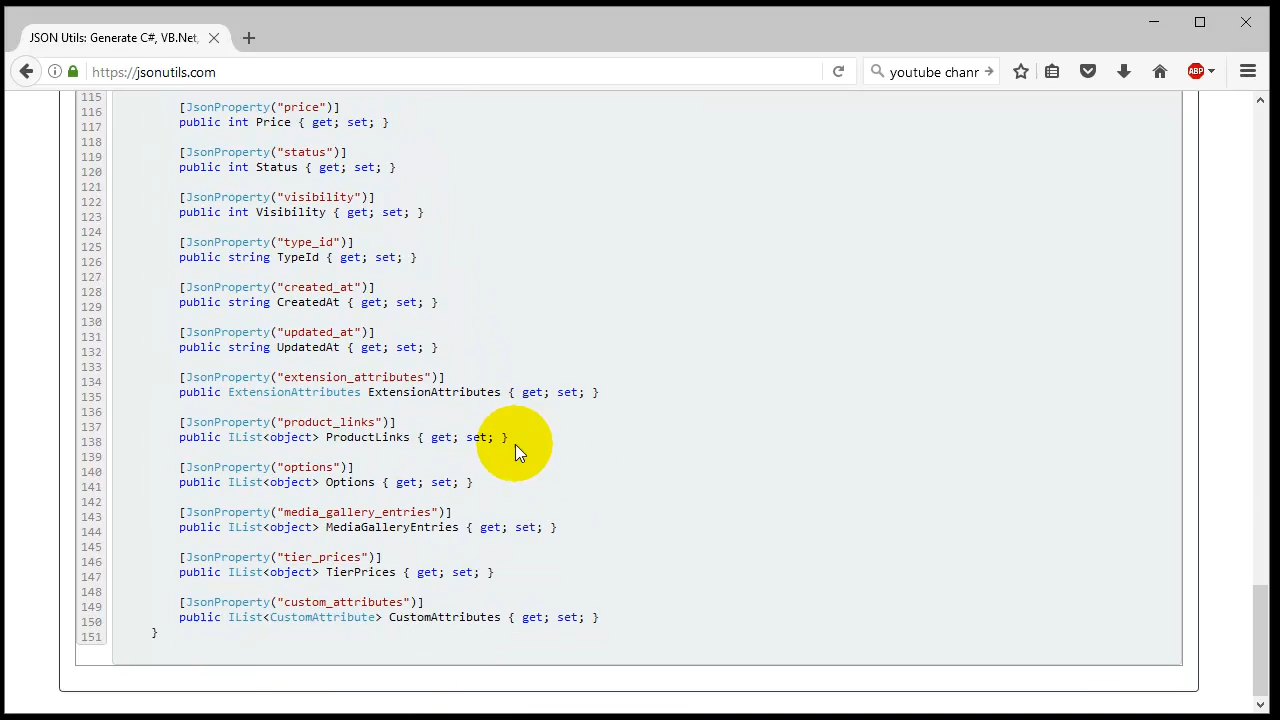 JSON Utils: Generate C#, VB.Net,
https://jsonutils.com
youtube chanr
ABP
115
116 [JsonProperty("price")]
117 public int Price { get; set; }
118
119 [JsonProperty("status")]
120 public int Status { get; set; }
121
122 [JsonProperty("visibility")]
123 public int Visibility { get; set; }
124
125 [JsonProperty("type_id")]
126 public string TypeId { get; set; }
127
128 [JsonProperty("created_at")]
129 public string CreatedAt { get; set; }
130
131 [JsonProperty("updated_at")]
132 public string UpdatedAt { get; set; }
133
134 [JsonProperty("extension_attributes")]
135 public ExtensionAttributes ExtensionAttributes { get; set; }
136
137 [JsonProperty("product_links")]
138 public IList<object> ProductLinks { get; set; }
139
140 [JsonProperty("options")]
141 public IList<object> Options { get; set; }
142
143 [JsonProperty("media_gallery_entries")]
144 public IList<object> MediaGalleryEntries { get; set; }
145
146 [JsonProperty("tier_prices")]
147 public IList<object> TierPrices { get; set; }
148
149 [JsonProperty("custom_attributes")]
150 public IList<CustomAttribute> CustomAttributes { get; set; }
151 }